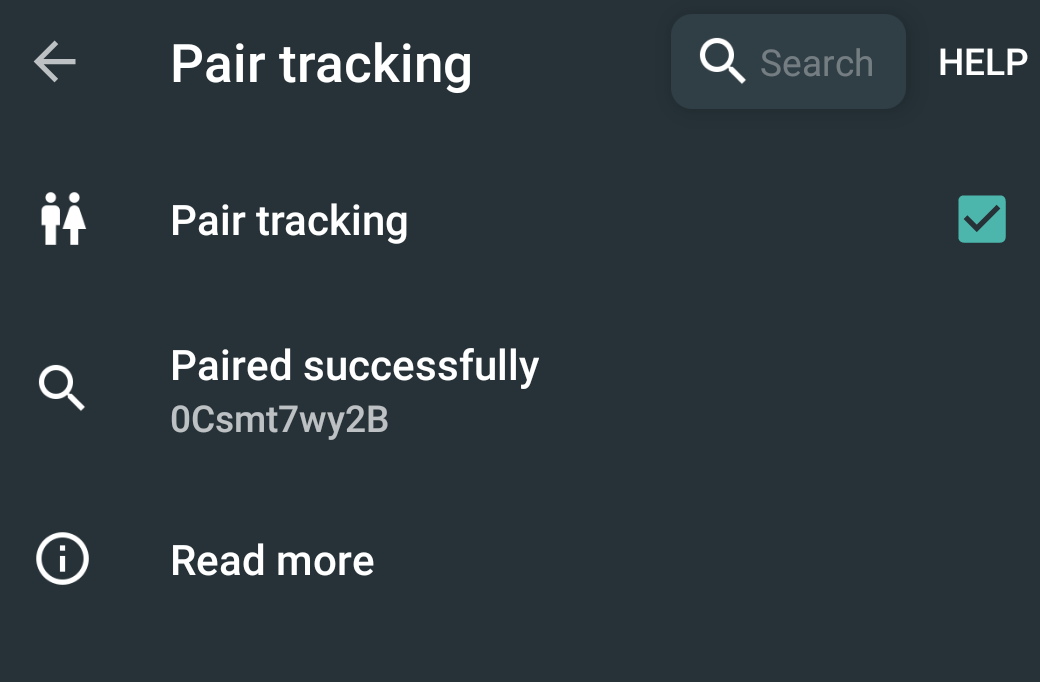 Pair tracking
Search
HELP
Pair tracking
Paired successfully
0Csmt7wy2B
Read more